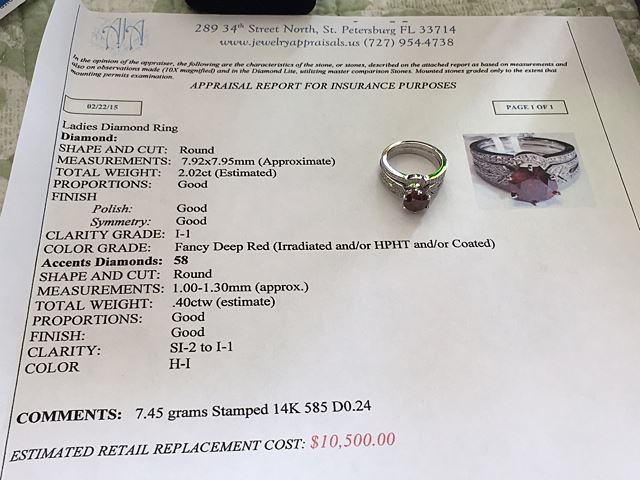 289 34th Street North, St. Petersburg FL 33714
www.jewelryappraisals.us (727) 954-4738
In the opinion of the appraiser, the following are the characteristics of the stone, or stones, described on the attached report as based on measurements and
also on observations made (10X magnified) and in the Diamond Lite, utilizing master comparison Stones. Mounted stones graded only to the extent that
mounting permits examination.
APPRAISAL REPORT FOR INSURANCE PURPOSES
02/22/15
PAGE 1 OF 1
Ladies Diamond Ring
Diamond:
SHAPE AND CUT: Round
MEASUREMENTS: 7.92x7.95mm (Approximate)
TOTAL WEIGHT: 2.02ct (Estimated)
PROPORTIONS: Good
FINISH
Polish: Good
Symmetry: Good
CLARITY GRADE: I-1
COLOR GRADE: Fancy Deep Red (Irradiated and/or HPHT and/or Coated)
Accents Diamonds: 58
SHAPE AND CUT: Round
MEASUREMENTS: 1.00-1.30mm (approx.)
TOTAL WEIGHT: .40ctw (estimate)
PROPORTIONS: Good
FINISH: Good
CLARITY: SI-2 to I-1
COLOR H-I
COMMENTS: 7.45 grams Stamped 14K 585 D0.24
ESTIMATED RETAIL REPLACEMENT COST: $10,500.00